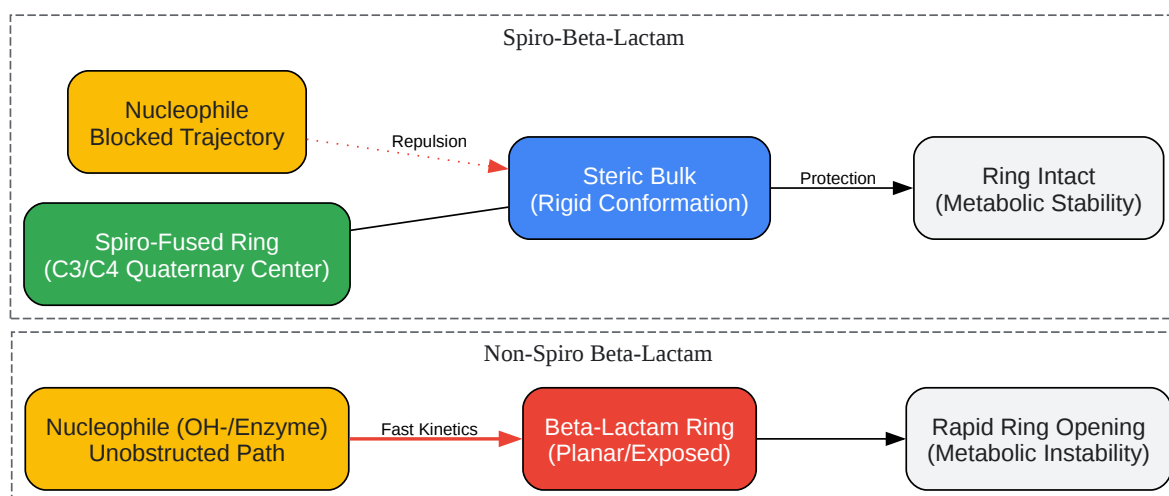 Spiro-Beta-Lactam
Nucleophile
Blocked Trajectory
Repulsion
Steric Bulk
(Rigid Conformation)
Protection
Ring Intact
(Metabolic Stability)
Spiro-Fused Ring
(C3/C4 Quaternary Center)
Non-Spiro Beta-Lactam
Nucleophile (OH-/Enzyme)
Unobstructed Path
Fast Kinetics
Beta-Lactam Ring
(Planar/Exposed)
Rapid Ring Opening
(Metabolic Instability)